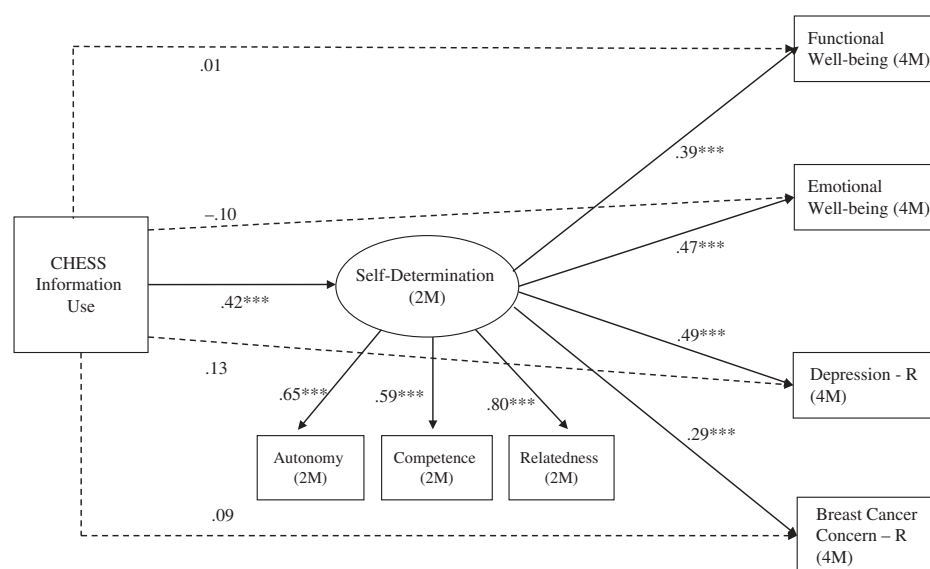 Functional
Well-being (4M)
.01
.39***
Emotional
Well-being (4M)
–.10
.47***
CHESS
Information
Use
Self-Determination
(2M)
.42***
.49***
.13
Depression - R
(4M)
.65***
.59***
.80***
.29***
Autonomy
(2M)
Competence
(2M)
Relatedness
(2M)
.09
Breast Cancer
Concern – R
(4M)